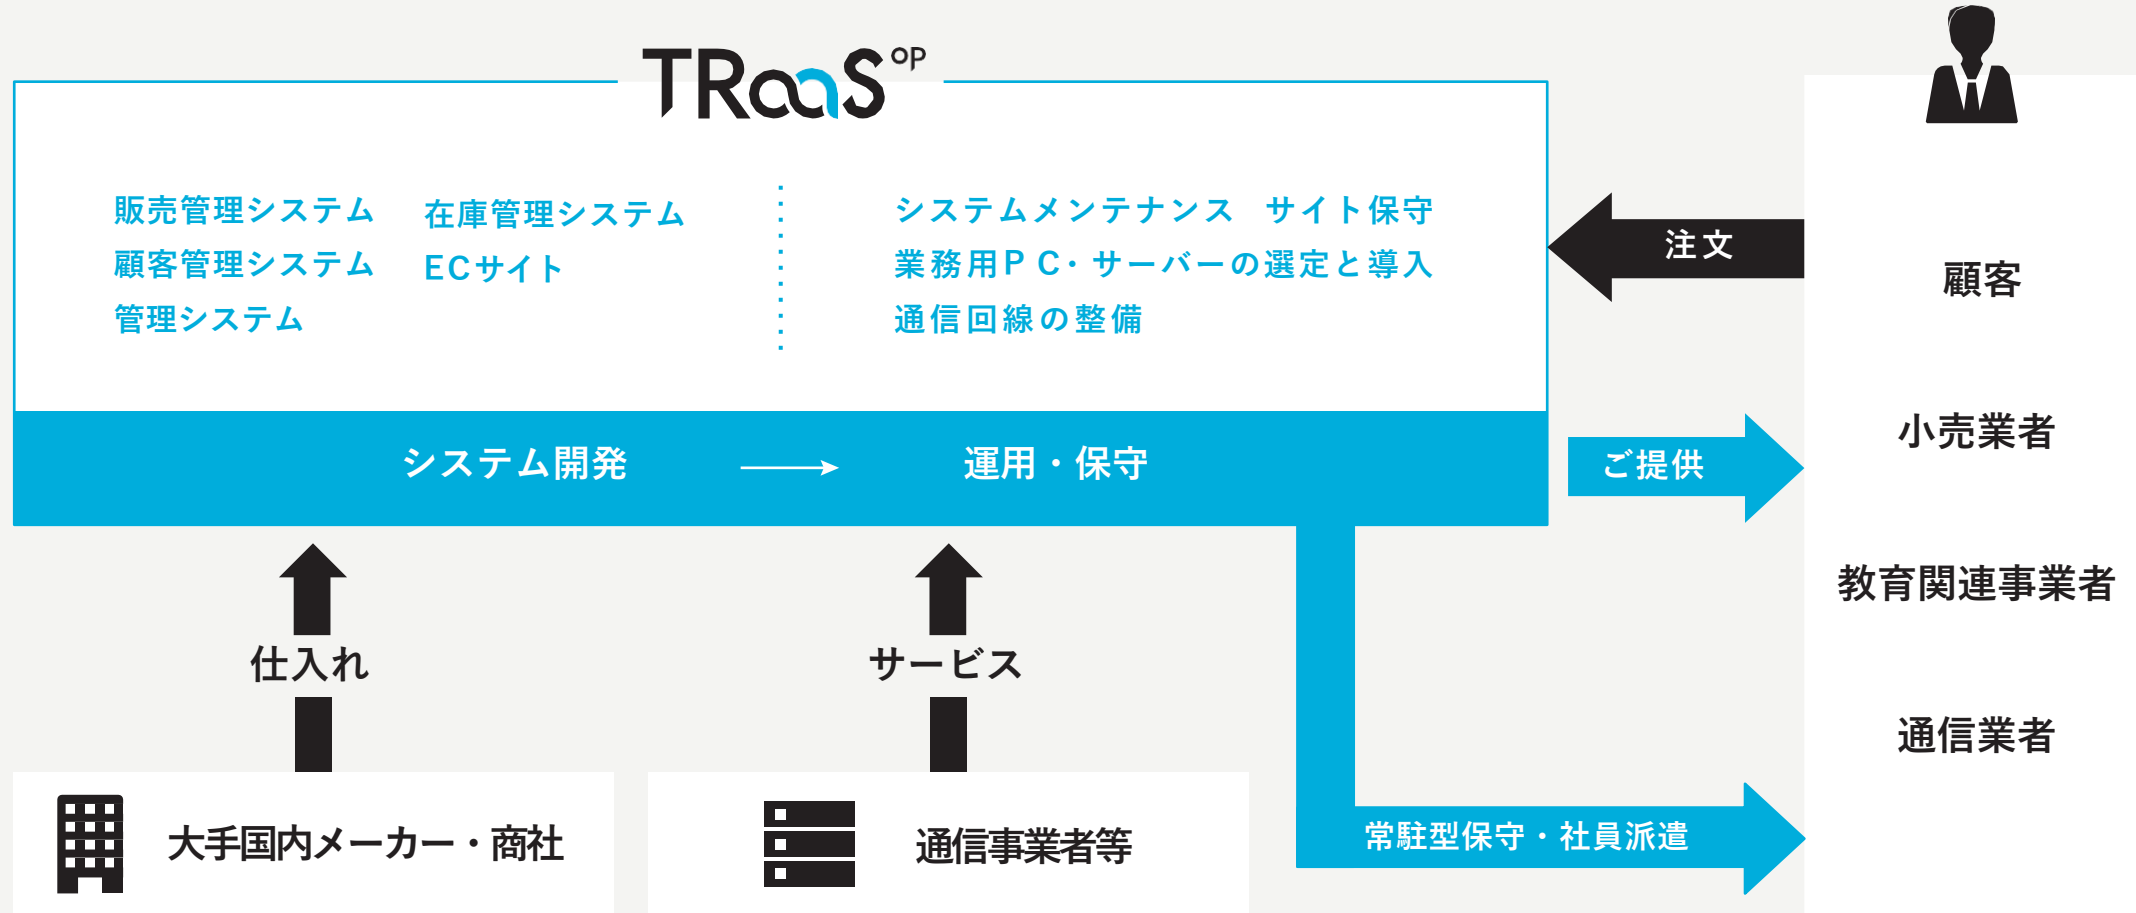 TRaaS OP
販売管理システム 在庫管理システム
顧客管理システム ECサイト
管理システム
システムメンテナンス サイト保守
業務用PC・サーバーの選定と導入
通信回線の整備
システム開発
運用・保守
注文
ご提供
顧客
小売業者
教育関連事業者
通信業者
仕入れ
サービス
大手国内メーカー・商社
通信事業者等
常駐型保守・社員派遣